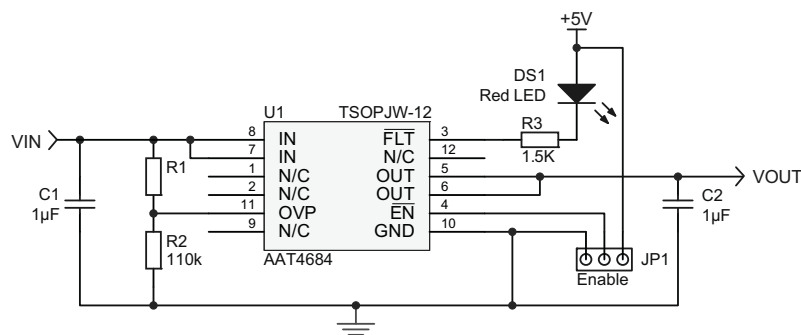 +5V
DS1
Red LED
U1 TSOPJW-12
R3
1.5K
VIN
8 IN F̅L̅T̅ 3
7 IN N/C 12
1 N/C OUT 5
2 N/C OUT 6
11 OVP E̅N̅ 4
9 N/C GND 10
AAT4684
R1
R2
110k
C1
1µF
VOUT
C2
1µF
JP1
Enable